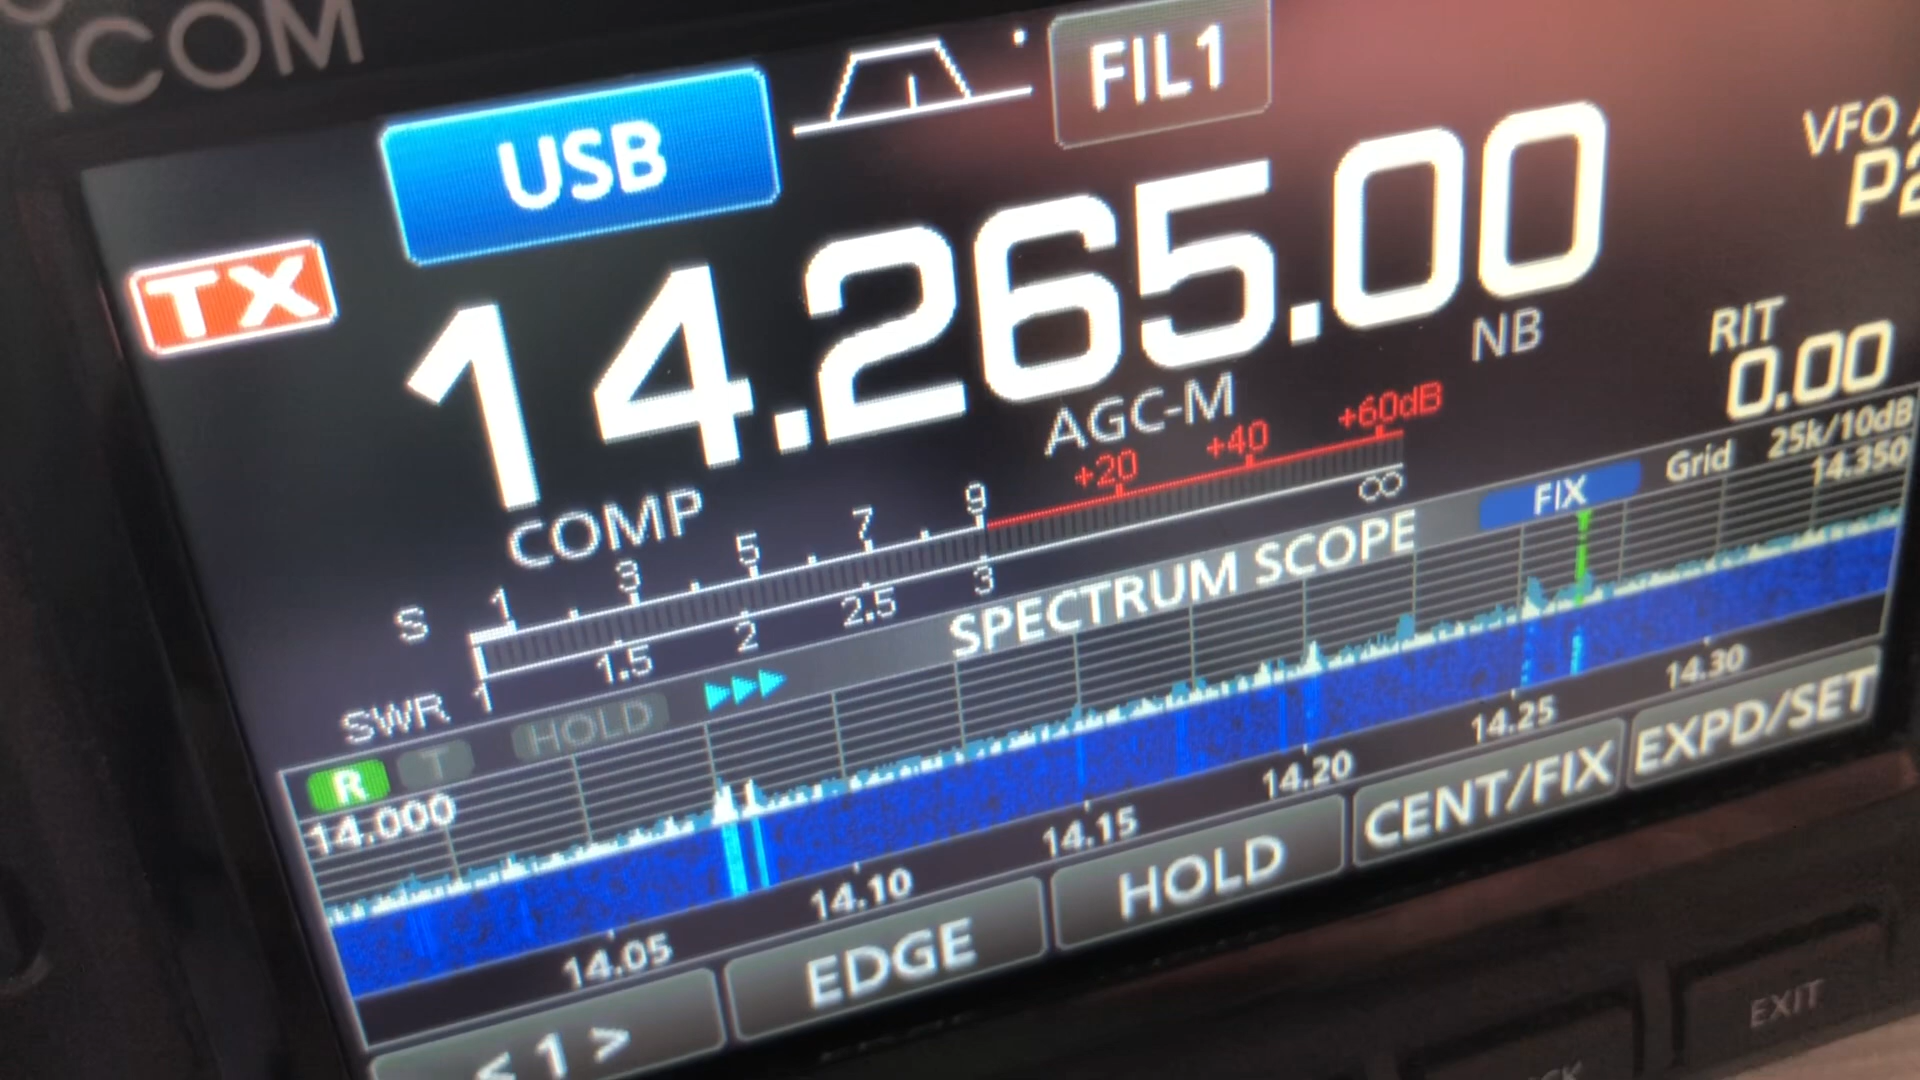 ICOM
USB
FIL1
VFO
TX
14.265.00
NB
RIT
0.00
COMP
AGC-M
S 1 3 5 7 9 +20 +40 +60dB
SWR 1 1.5 2 2.5 3 ∞
R T HOLD
SPECTRUM SCOPE
FIX
Grid 25k/10dB
14.000
14.350
14.05 14.10 14.15 14.20 14.25 14.30
< 1 >
EDGE
HOLD
CENT/FIX
EXPD/SET
EXIT